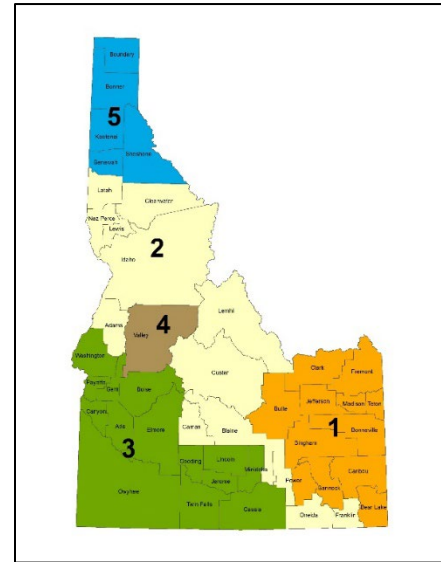 Boundary
Bonner
5
Kootenai
Shoshone
Benewah
Latah
Clearwater
Nez Perce
Lewis
Idaho
2
Lemhi
Adams
4
Valley
Washington
Custer
Payette
Gem
Boise
Clark
Fremont
Canyon
Butte
Jefferson
Madison
Teton
Ada
Elmore
Camas
Blaine
1
Bonneville
3
Bingham
Gooding
Lincoln
Minidoka
Jerome
Power
Caribou
Bannock
Owyhee
Twin Falls
Cassia
Oneida
Franklin
Bear Lake